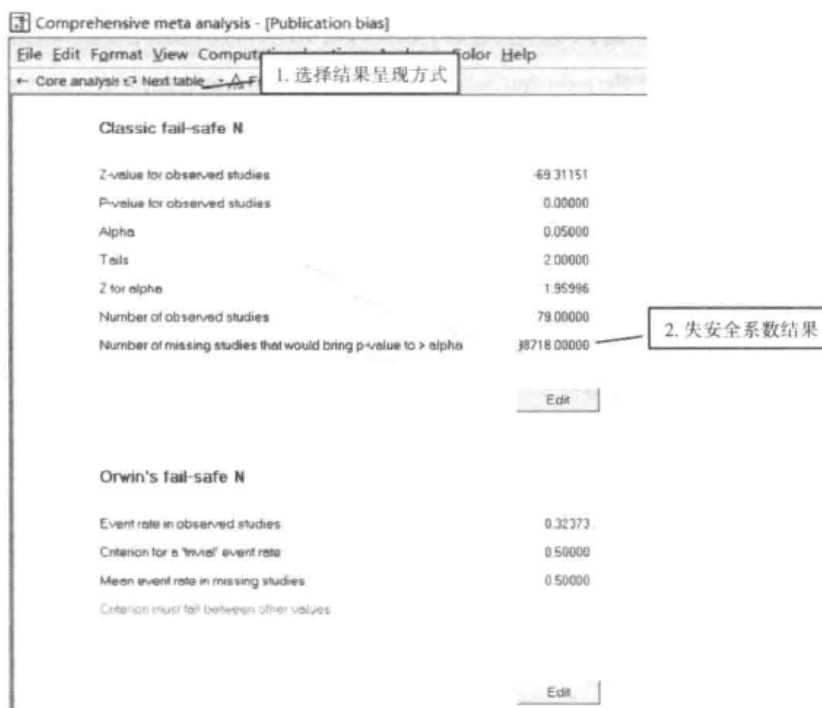 Comprehensive meta analysis - [Publication bias]
File Edit Format View Color Help
← Core analysis Next table
1. 选择结果呈现方式
Classic fail-safe N
Z-value for observed studies -69.31151
P-value for observed studies 0.00000
Alpha 0.05000
Tails 2.00000
Z for alpha 1.95996
Number of observed studies 79.00000
Number of missing studies that would bring p-value to > alpha 8718.00000
2. 失安全系数结果
Edit
Orwin's fail-safe N
Event rate in observed studies 0.32373
Criterion for a 'trivial' event rate 0.50000
Mean event rate in missing studies 0.50000
Criterion must fall between other values
Edit